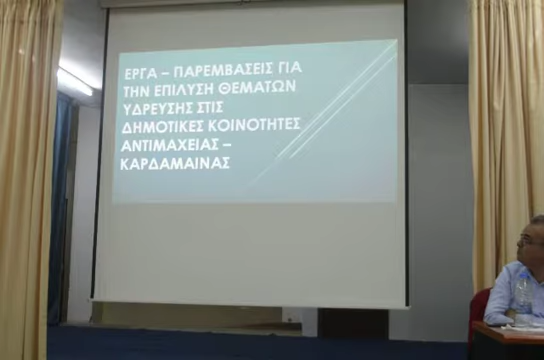 ΕΡΓΑ – ΠΑΡΕΜΒΑΣΕΙΣ ΓΙΑ
ΤΗΝ ΕΠΙΛΥΣΗ ΘΕΜΑΤΩΝ
ΥΔΡΕΥΣΗΣ ΣΤΙΣ
ΔΗΜΟΤΙΚΕΣ ΚΟΙΝΟΤΗΤΕΣ
ΑΝΤΙΜΑΧΕΙΑΣ –
ΚΑΡΔΑΜΑΙΝΑΣ